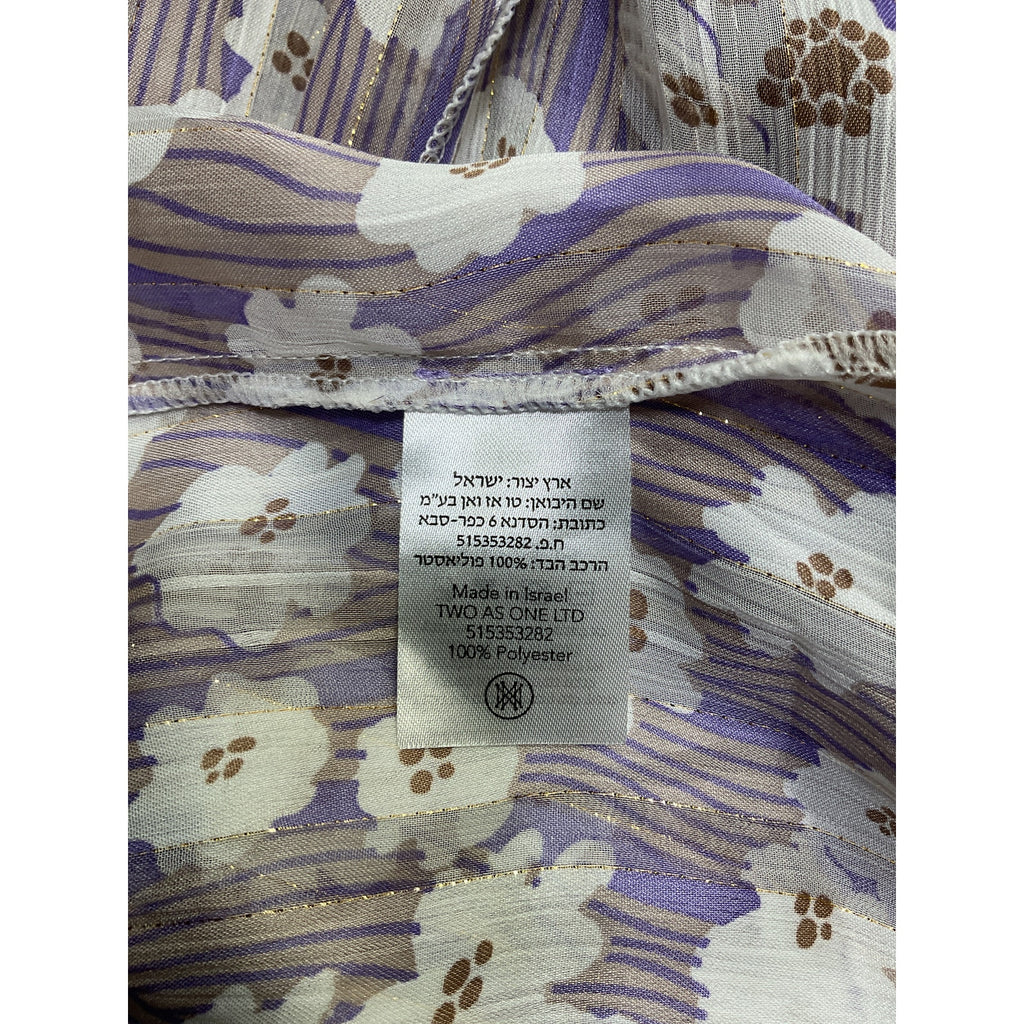 ארץ יצור: ישראל
שם היבואן: טו אז ואן בע"מ
כתובת: הסדנא 6 כפר-סבא
ח.פ. 515353282
הרכב הבד: 100% פוליאסטר
Made in Israel
TWO AS ONE LTD
515353282
100% Polyester